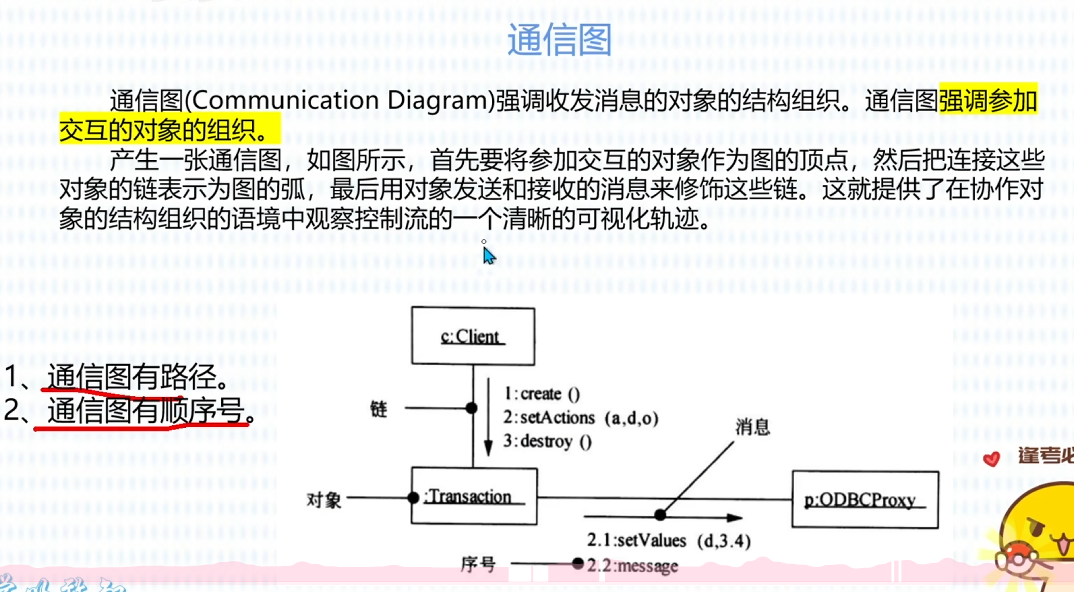 通信图
通信图(Communication Diagram)强调收发消息的对象的结构组织。通信图强调参加
交互的对象的组织。
产生一张通信图，如图所示，首先要将参加交互的对象作为图的顶点，然后把连接这些
对象的链表示为图的弧，最后用对象发送和接收的消息来修饰这些链。这就提供了在协作对
象的结构组织的语境中观察控制流的一个清晰的可视化轨迹。
c:Client
1、通信图有路径。
2、通信图有顺序号。
链
1:create ()
2:setActions (a,d,o)
3:destroy ()
消息
逢考必
对象
:Transaction
p:ODBCProxy
2.1:setValues (d,3.4)
序号
2.2:message